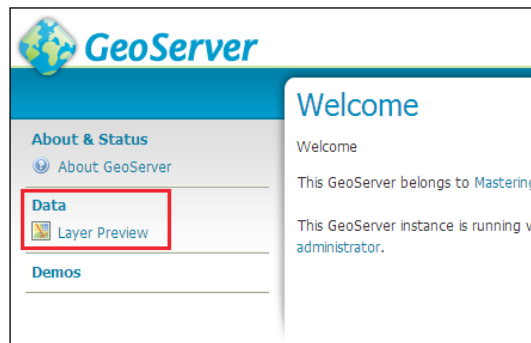 GeoServer
Welcome
About & Status
About GeoServer
Data
Layer Preview
Demos
Welcome
This GeoServer belongs to Mastering
This GeoServer instance is running
administrator.